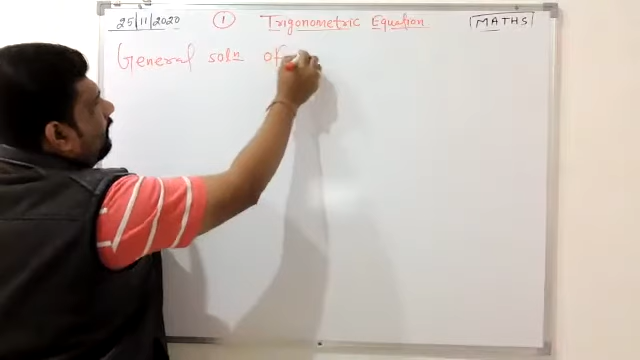 25/11/2020 1 Trigonometric Equation MATHS
General soln of